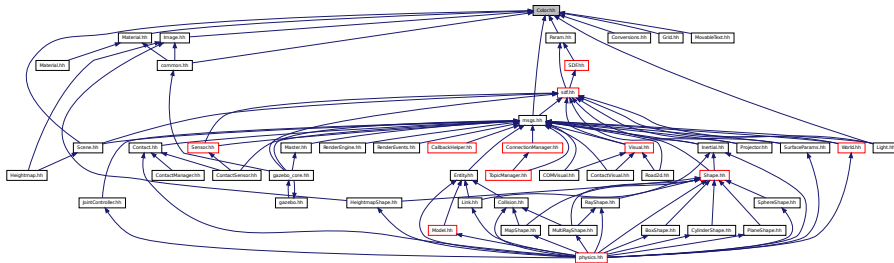 Color.hh
Material.hh
Image.hh
Param.hh
Conversions.hh
Grid.hh
MovableText.hh
Material.hh
common.hh
SDF.hh
sdf.hh
msgs.hh
Scene.hh
Contact.hh
Sensor.hh
Master.hh
RenderEngine.hh
RenderEvents.hh
CallbackHelper.hh
ConnectionManager.hh
Visual.hh
Inertial.hh
Projector.hh
SurfaceParams.hh
World.hh
Light.hh
Heightmap.hh
ContactManager.hh
ContactSensor.hh
gazebo_core.hh
Entity.hh
TopicManager.hh
COMVisual.hh
ContactVisual.hh
Road2d.hh
Shape.hh
JointController.hh
gazebo.hh
HeightmapShape.hh
Link.hh
Collision.hh
RayShape.hh
SphereShape.hh
Model.hh
MapShape.hh
MultiRayShape.hh
BoxShape.hh
CylinderShape.hh
PlaneShape.hh
physics.hh